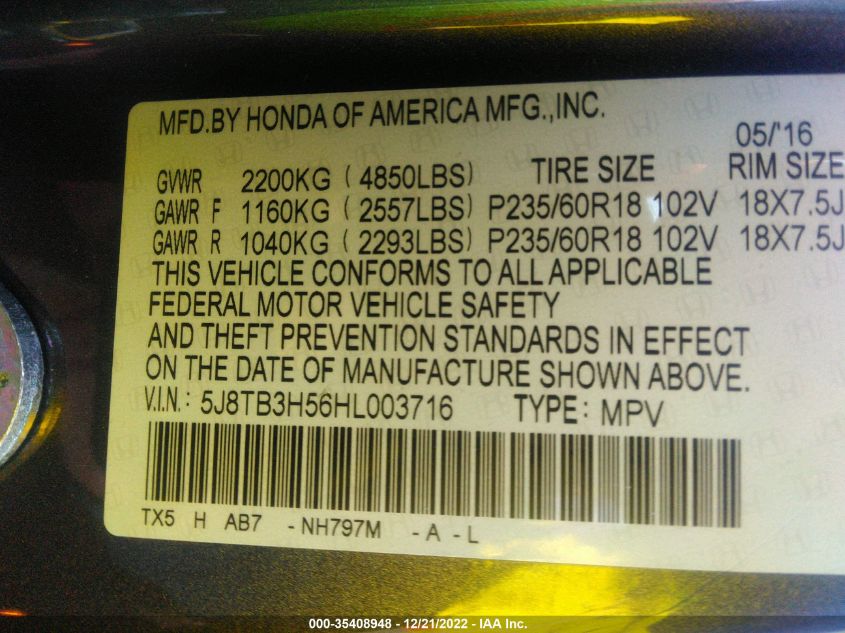 MFD.BY HONDA OF AMERICA MFG.,INC.
05/'16
GVWR 2200KG ( 4850LBS) TIRE SIZE RIM SIZE
GAWR F 1160KG ( 2557LBS) P235/60R18 102V 18X7.5J
GAWR R 1040KG ( 2293LBS) P235/60R18 102V 18X7.5J
THIS VEHICLE CONFORMS TO ALL APPLICABLE
FEDERAL MOTOR VEHICLE SAFETY
AND THEFT PREVENTION STANDARDS IN EFFECT
ON THE DATE OF MANUFACTURE SHOWN ABOVE.
V.I.N.: 5J8TB3H56HL003716 TYPE: MPV
TX5 H AB7 -NH797M -A -L
000-35408948 - 12/21/2022 - IAA Inc.